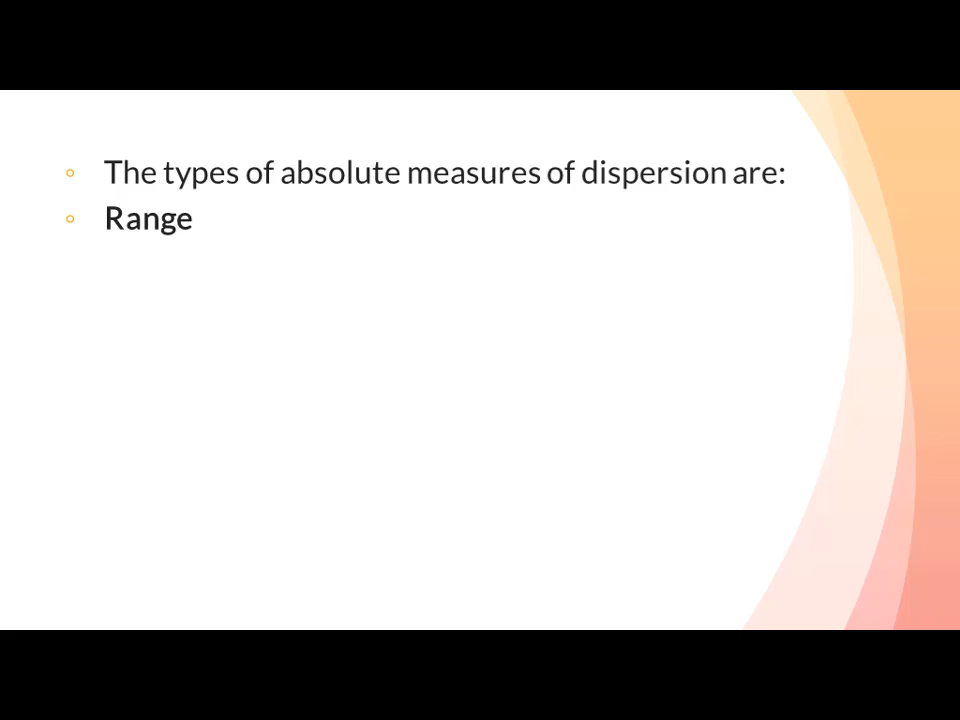 ◦ The types of absolute measures of dispersion are:
◦ Range